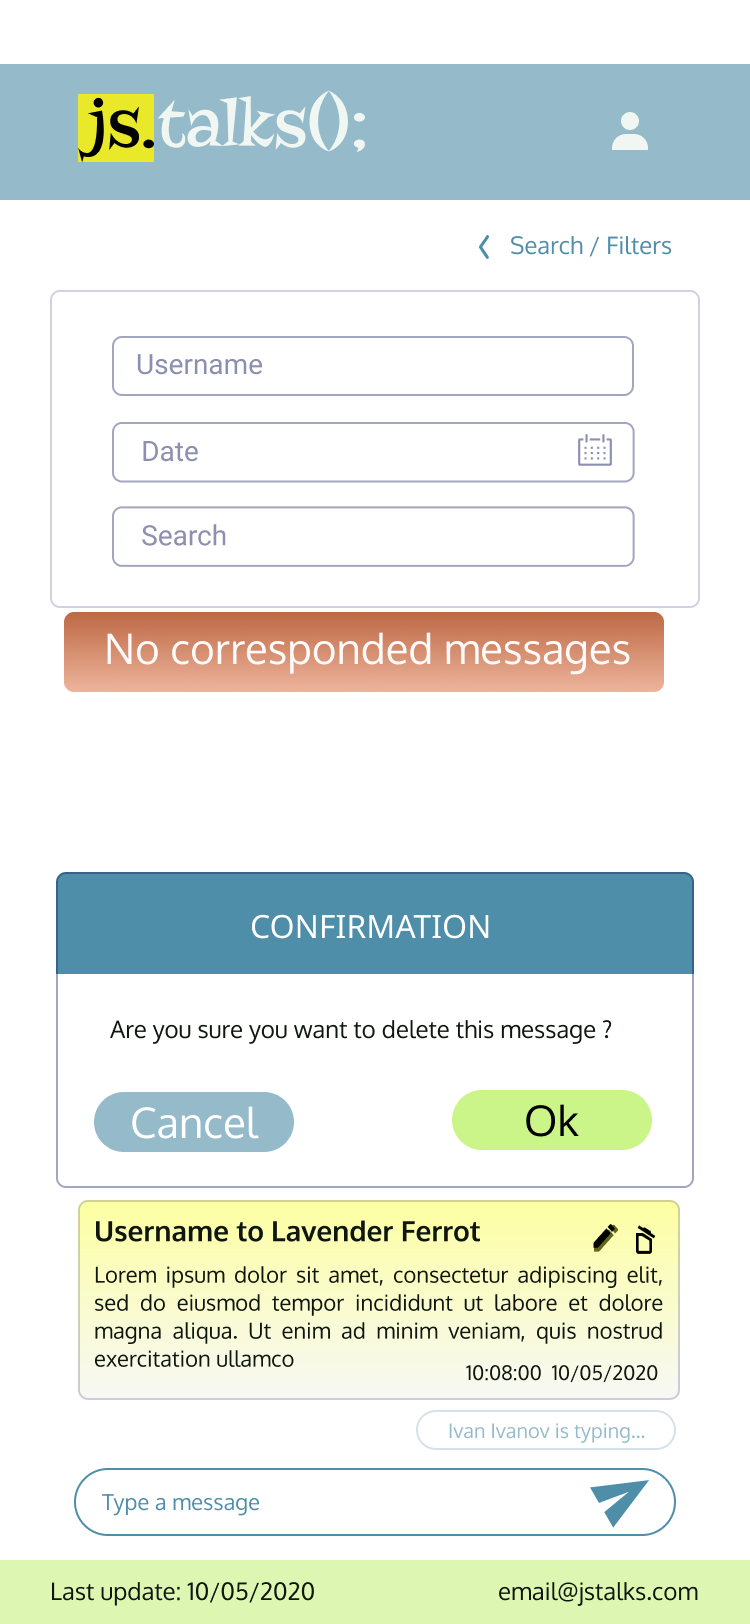 js.talks();
Search / Filters
Username
Date
Search
No corresponded messages
CONFIRMATION
Are you sure you want to delete this message ?
Cancel
Ok
Username to Lavender Ferrot
Lorem ipsum dolor sit amet, consectetur adipiscing elit,
sed do eiusmod tempor incididunt ut labore et dolore
magna aliqua. Ut enim ad minim veniam, quis nostrud
exercitation ullamco
10:08:00 10/05/2020
Ivan Ivanov is typing...
Type a message
Last update: 10/05/2020
email@jstalks.com